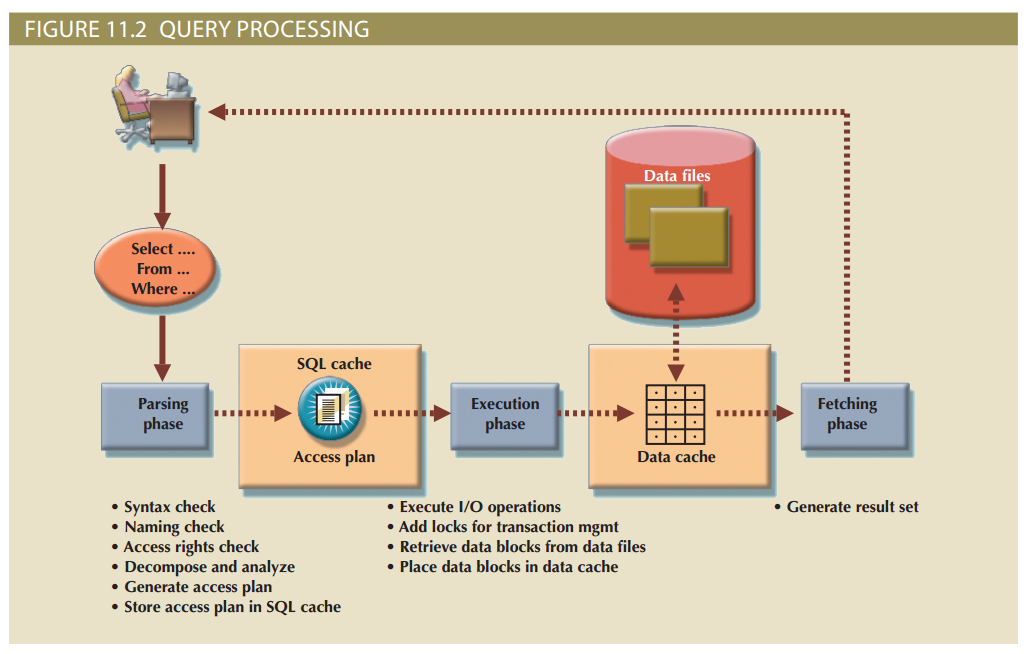 FIGURE 11.2 QUERY PROCESSING
Data files
Select ....
From ...
Where ...
SQL cache
Parsing
phase
Access plan
Execution
phase
Data cache
Fetching
phase
• Syntax check
• Naming check
• Access rights check
• Decompose and analyze
• Generate access plan
• Store access plan in SQL cache
• Execute I/O operations
• Add locks for transaction mgmt
• Retrieve data blocks from data files
• Place data blocks in data cache
• Generate result set